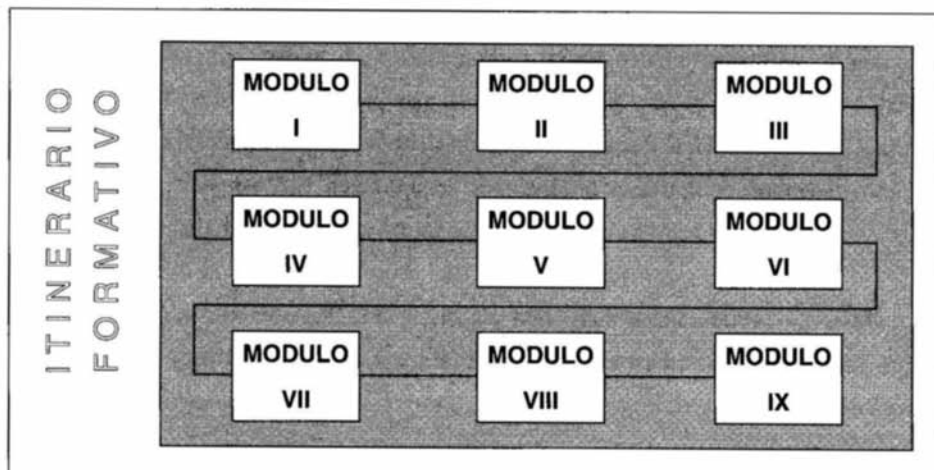 ITINERARIO
FORMATIVO
MODULO
I
MODULO
II
MODULO
III
MODULO
IV
MODULO
V
MODULO
VI
MODULO
VII
MODULO
VIII
MODULO
IX